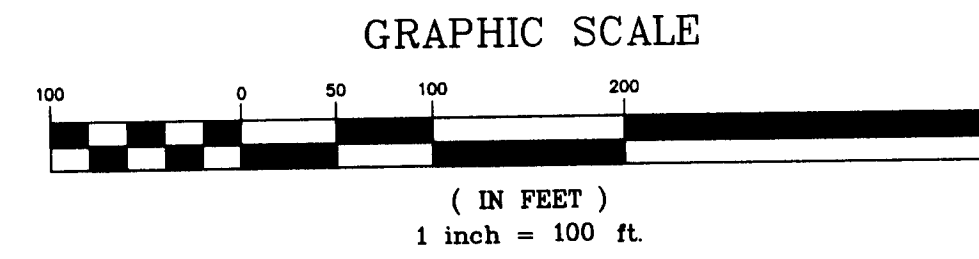 GRAPHIC SCALE
100 0 50 100 200
( IN FEET )
1 inch = 100 ft.